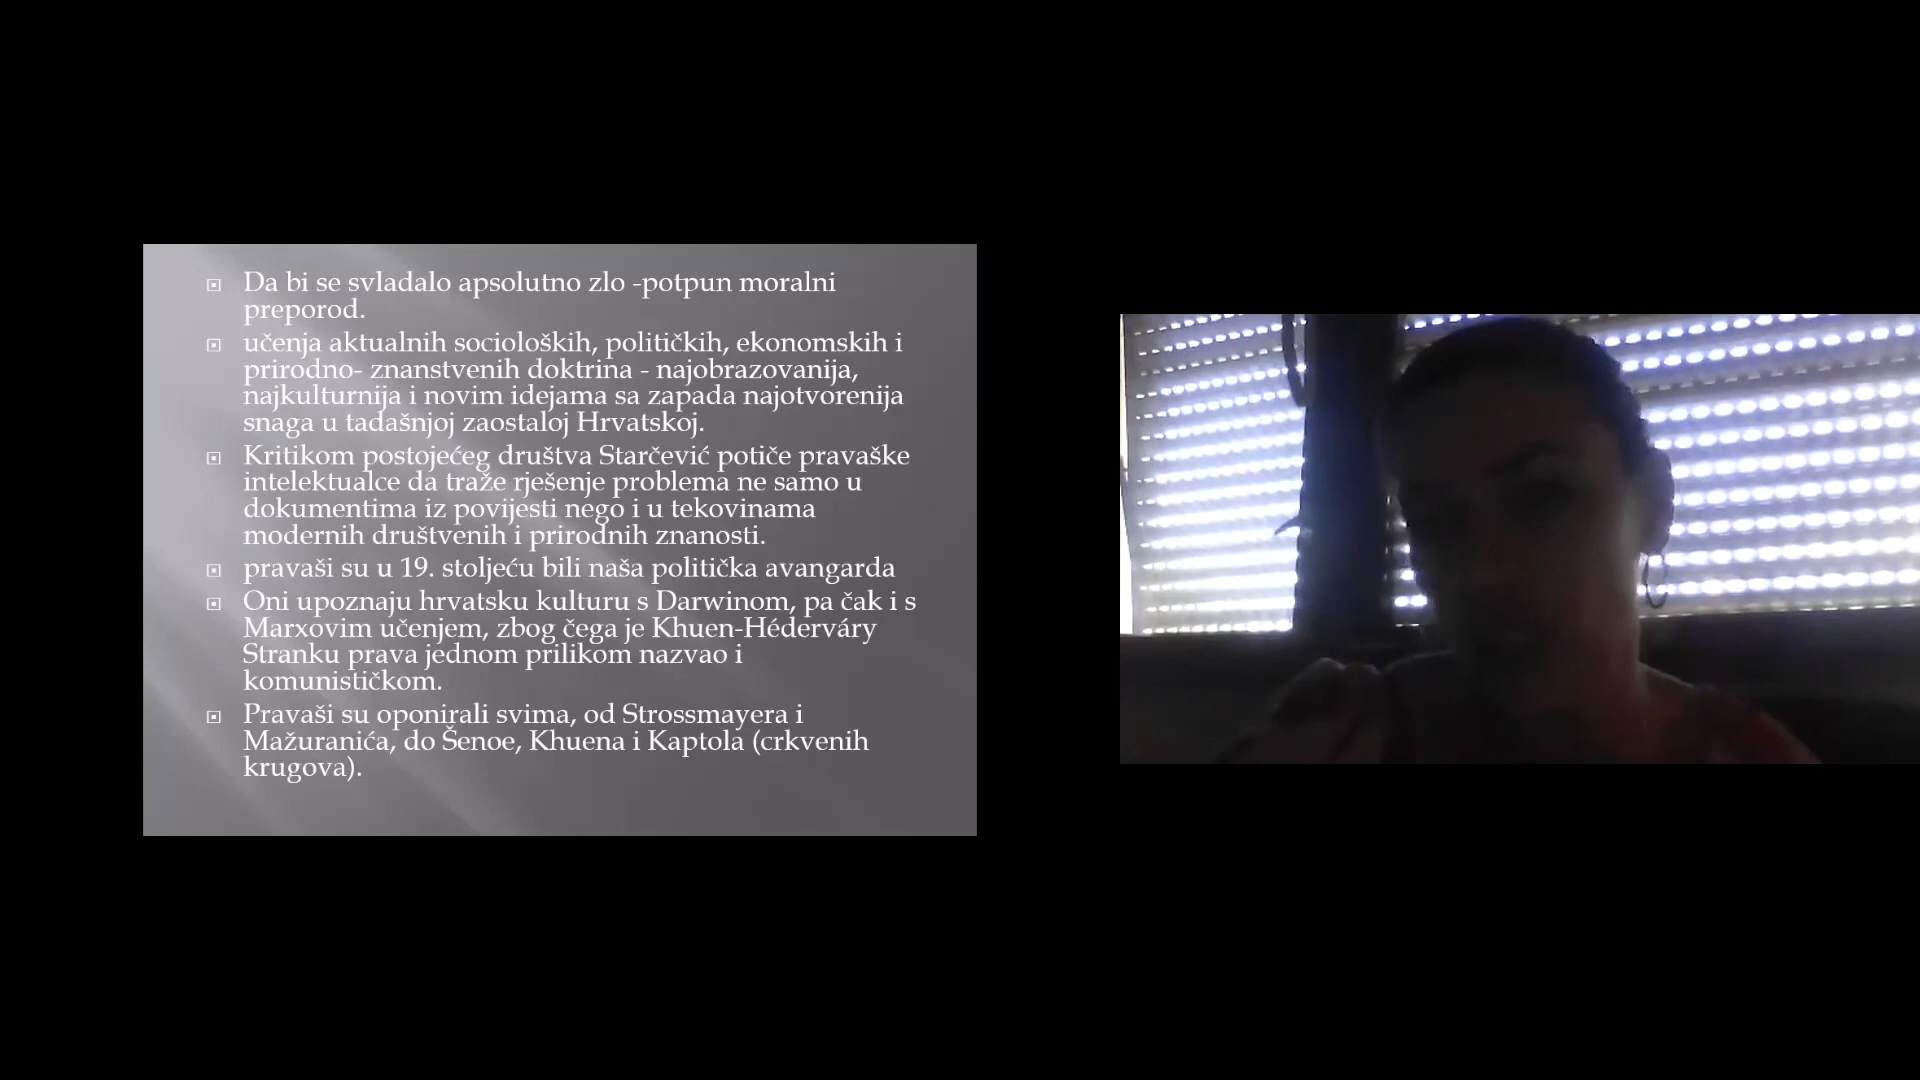 Da bi se svladalo apsolutno zlo -potpun moralni
preporod.
učenja aktualnih socioloških, političkih, ekonomskih i
prirodno- znanstvenih doktrina - najobrazovanija,
najkulturnija i novim idejama sa zapada najotvorenija
snaga u tadašnjoj zaostaloj Hrvatskoj.
Kritikom postojećeg društva Starčević potiče pravaške
intelektualce da traže rješenje problema ne samo u
dokumentima iz povijesti nego i u tekovinama
modernih društvenih i prirodnih znanosti.
pravaši su u 19. stoljeću bili naša politička avangarda
Oni upoznaju hrvatsku kulturu s Darwinom, pa čak i s
Marxovim učenjem, zbog čega je Khuen-Héderváry
Stranku prava jednom prilikom nazvao i
komunističkom.
Pravaši su oponirali svima, od Strossmayera i
Mažuranića, do Šenoe, Khuena i Kaptola (crkvenih
krugova).